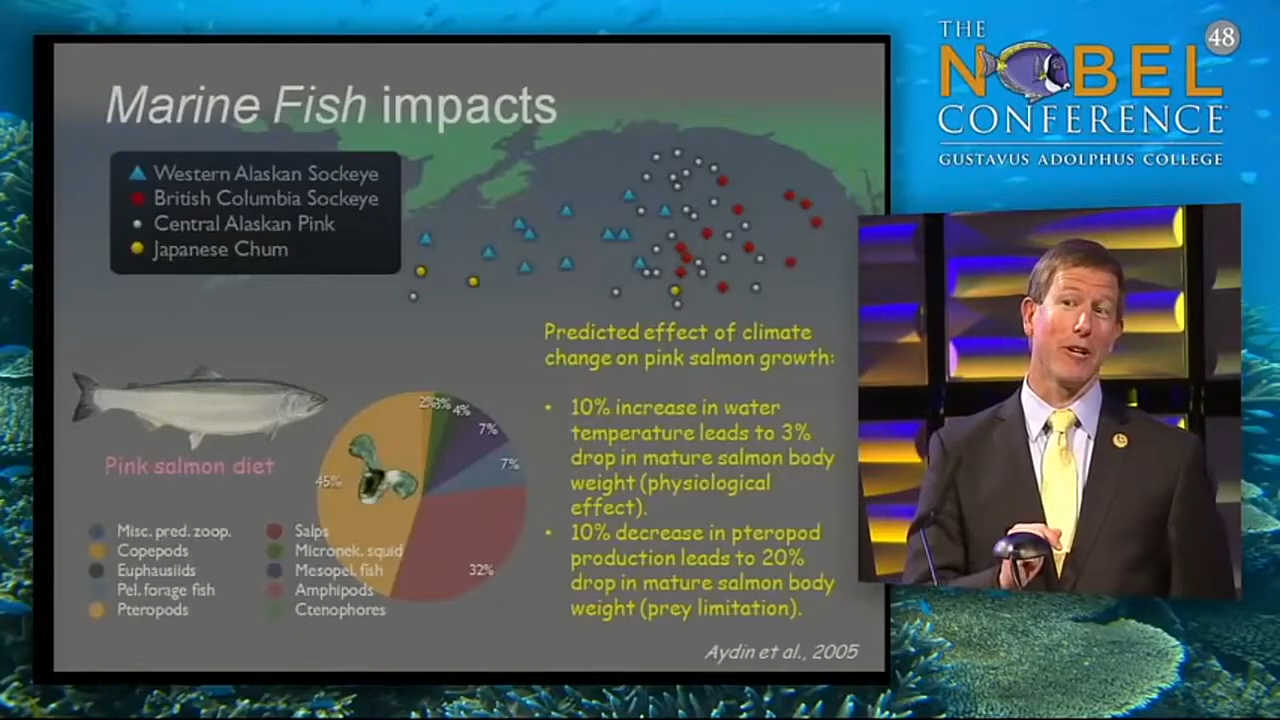 Marine Fish impacts
Western Alaskan Sockeye
British Columbia Sockeye
Central Alaskan Pink
Japanese Chum
Predicted effect of climate
change on pink salmon growth:
• 10% increase in water
temperature leads to 3%
drop in mature salmon body
weight (physiological
effect).
• 10% decrease in pteropod
production leads to 20%
drop in mature salmon body
weight (prey limitation).
Aydin et al., 2005
Pink salmon diet
2%
3%
4%
7%
7%
45%
32%
Misc. pred. zoop.
Copepods
Euphausiids
Pel. forage fish
Pteropods
Salps
Micronek. squid
Mesopel. fish
Amphipods
Ctenophores
THE
NOBEL
48
CONFERENCE
GUSTAVUS ADOLPHUS COLLEGE